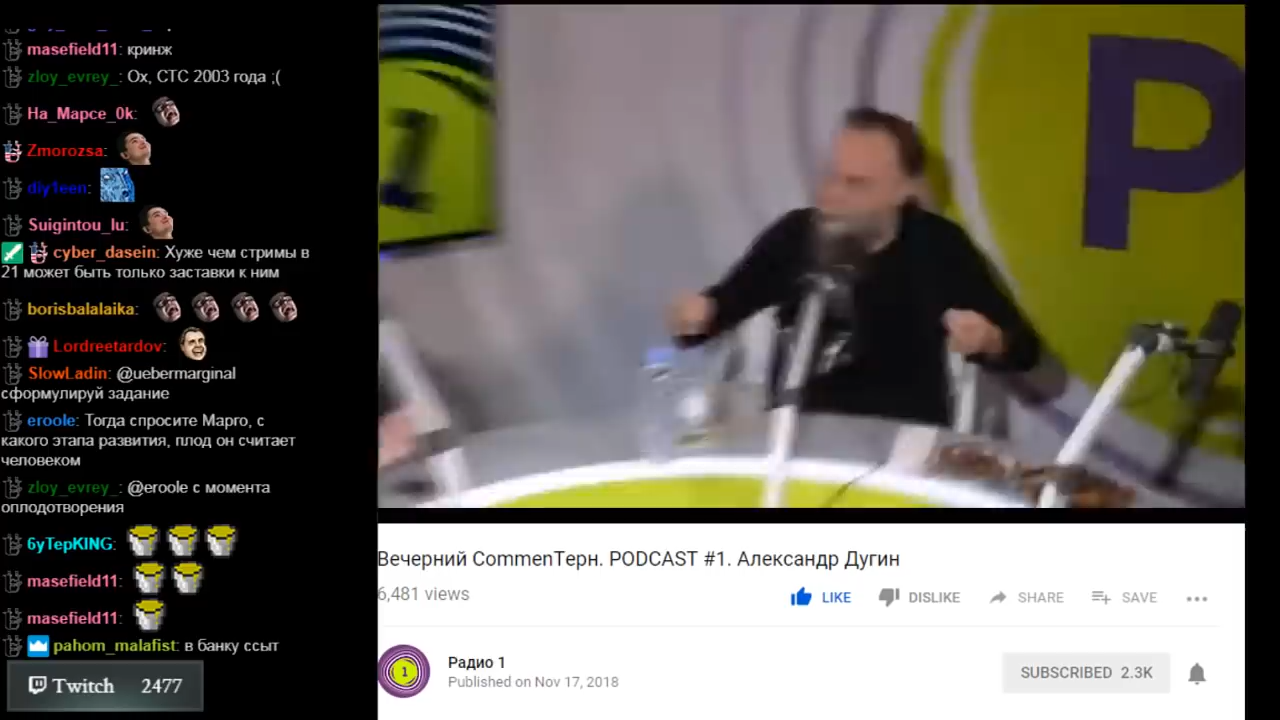 masefield11: кринж
zloy_evrey_: Ох, СТС 2003 года ;(
На_Марсе_0k:
Zmorozsa:
diy1een:
Suigintou_lu:
cyber_dasein: Хуже чем стримы в
21 может быть только заставки к ним
borisbalalaika:
Lordreetardov:
SlowLadin: @uebermarginal
сформулируй задание
eroole: Тогда спросите Марго, с
какого этапа развития, плод он считает
человеком
zloy_evrey_: @eroole с момента
оплодотворения
буТерKING:
masefield11:
masefield11:
pahom_malafist: в банку ссыт
Twitch 2477
1
Р
Вечерний CommenТерн. PODCAST #1. Александр Дугин
6,481 views
LIKE DISLIKE SHARE SAVE
1
Радио 1
Published on Nov 17, 2018
SUBSCRIBED 2.3K